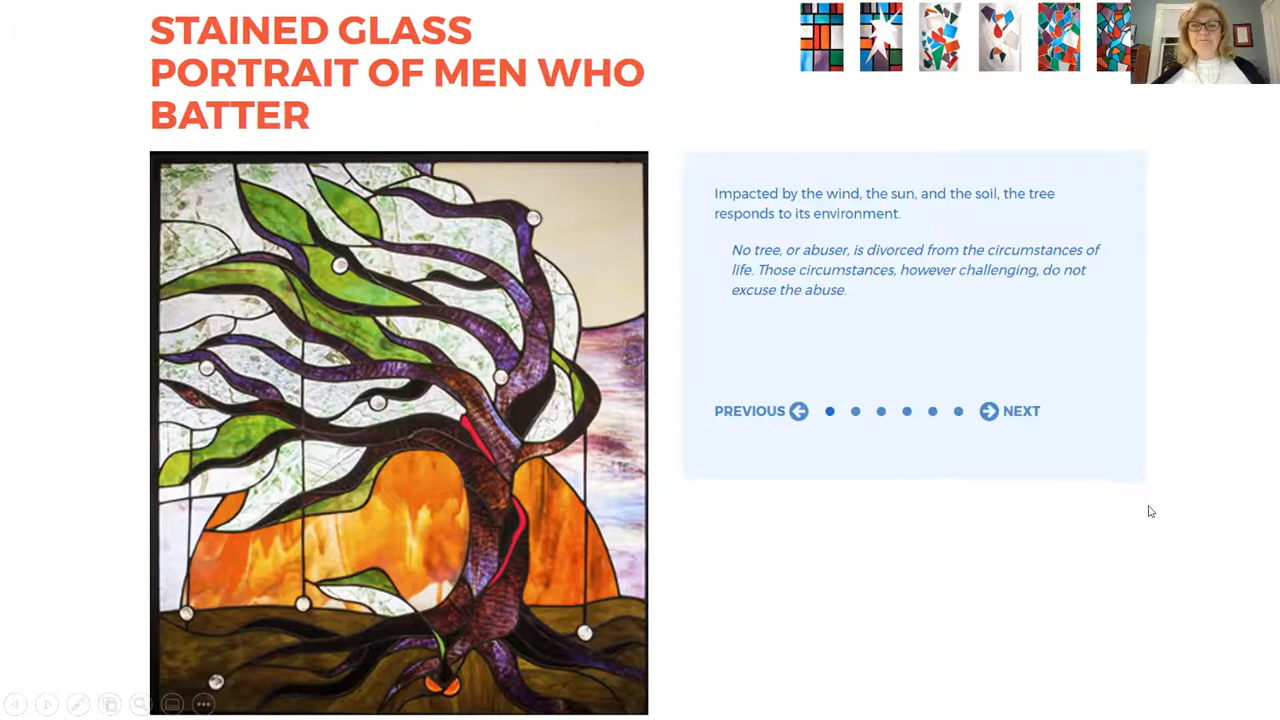 STAINED GLASS
PORTRAIT OF MEN WHO
BATTER
Impacted by the wind, the sun, and the soil, the tree
responds to its environment.
No tree, or abuser, is divorced from the circumstances of
life. Those circumstances, however challenging, do not
excuse the abuse.
PREVIOUS NEXT